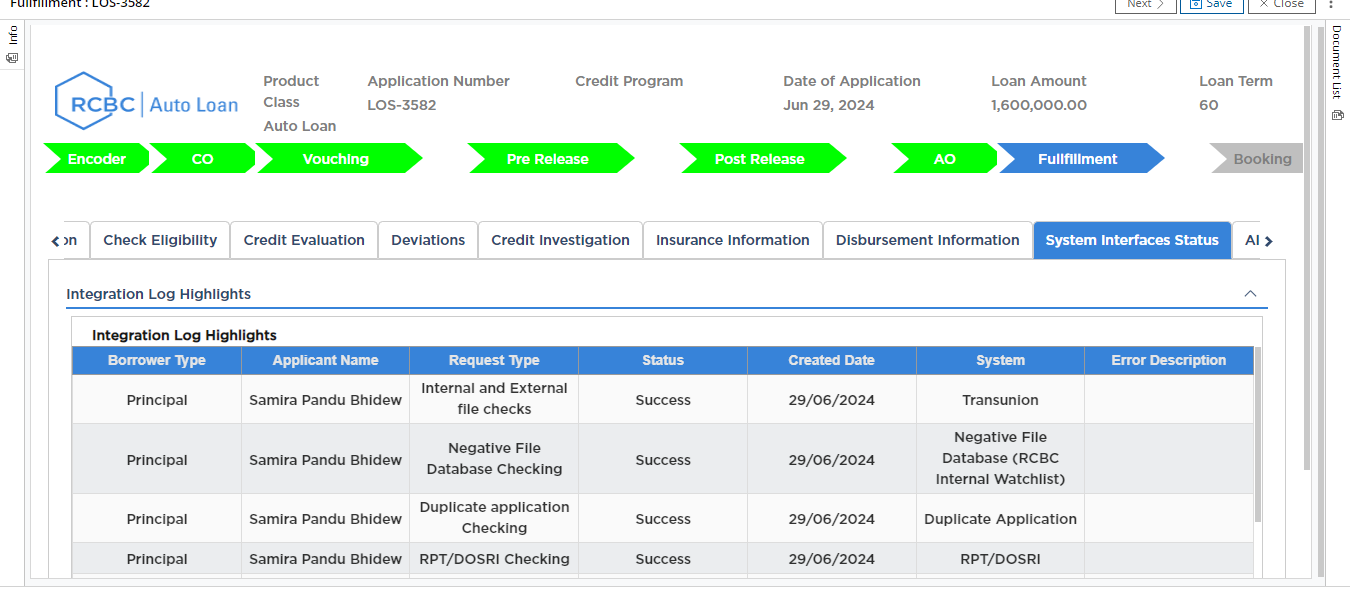 Fullfillment : LOS-3582
Next
Save
Close
Info
Document List
RCBC Auto Loan
Product Class
Auto Loan
Application Number
LOS-3582
Credit Program
Date of Application
Jun 29, 2024
Loan Amount
1,600,000.00
Loan Term
60
Encoder CO Vouching Pre Release Post Release AO Fullfillment Booking
on Check Eligibility Credit Evaluation Deviations Credit Investigation Insurance Information Disbursement Information System Interfaces Status Al
Integration Log Highlights
Integration Log Highlights
Borrower Type Applicant Name Request Type Status Created Date System Error Description
Principal Samira Pandu Bhidew Internal and External file checks Success 29/06/2024 Transunion
Principal Samira Pandu Bhidew Negative File Database Checking Success 29/06/2024 Negative File Database (RCBC Internal Watchlist)
Principal Samira Pandu Bhidew Duplicate application Checking Success 29/06/2024 Duplicate Application
Principal Samira Pandu Bhidew RPT/DOSRI Checking Success 29/06/2024 RPT/DOSRI